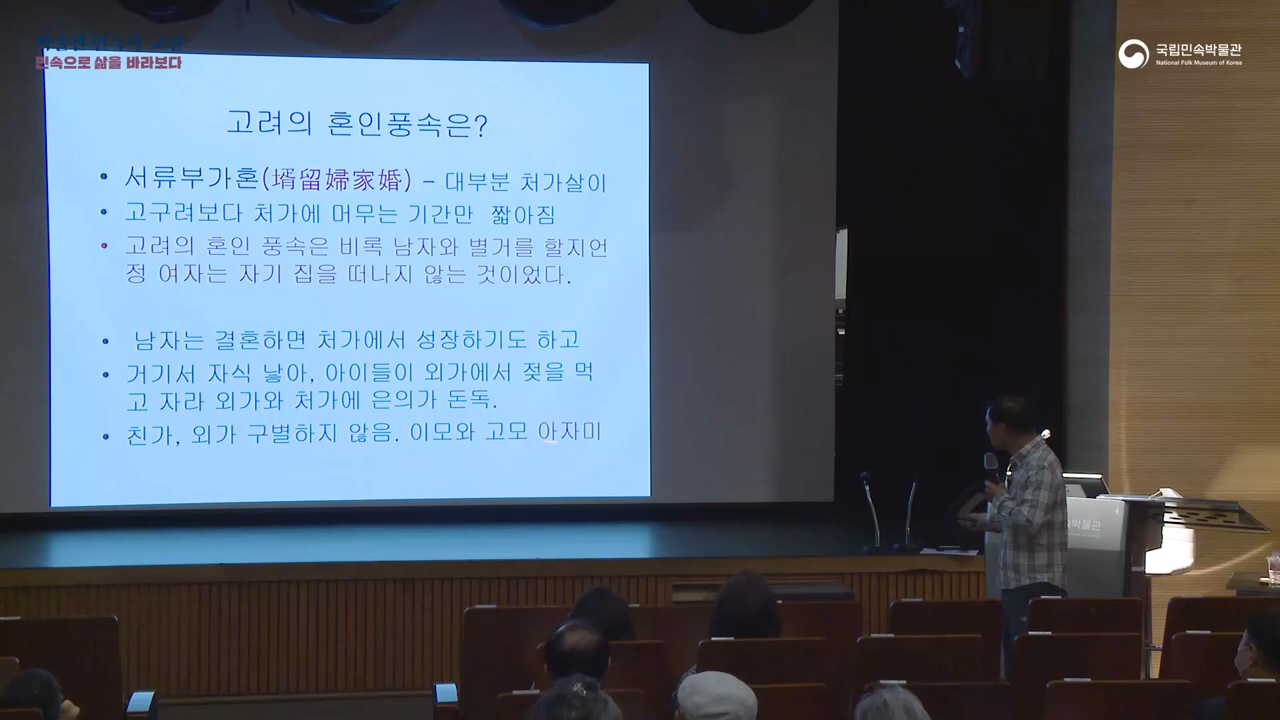 민속으로 삶을 바라보다
국립민속박물관
National Folk Museum of Korea
고려의 혼인풍속은?
• 서류부가혼(壻留婦家婚) – 대부분 처가살이
• 고구려보다 처가에 머무는 기간만 짧아짐
• 고려의 혼인 풍속은 비록 남자와 별거를 할지언
정 여자는 자기 집을 떠나지 않는 것이었다.
• 남자는 결혼하면 처가에서 성장하기도 하고
• 거기서 자식 낳아, 아이들이 외가에서 젖을 먹
고 자라 외가와 처가에 은의가 돈독.
• 친가, 외가 구별하지 않음. 이모와 고모 아자미
속박물관